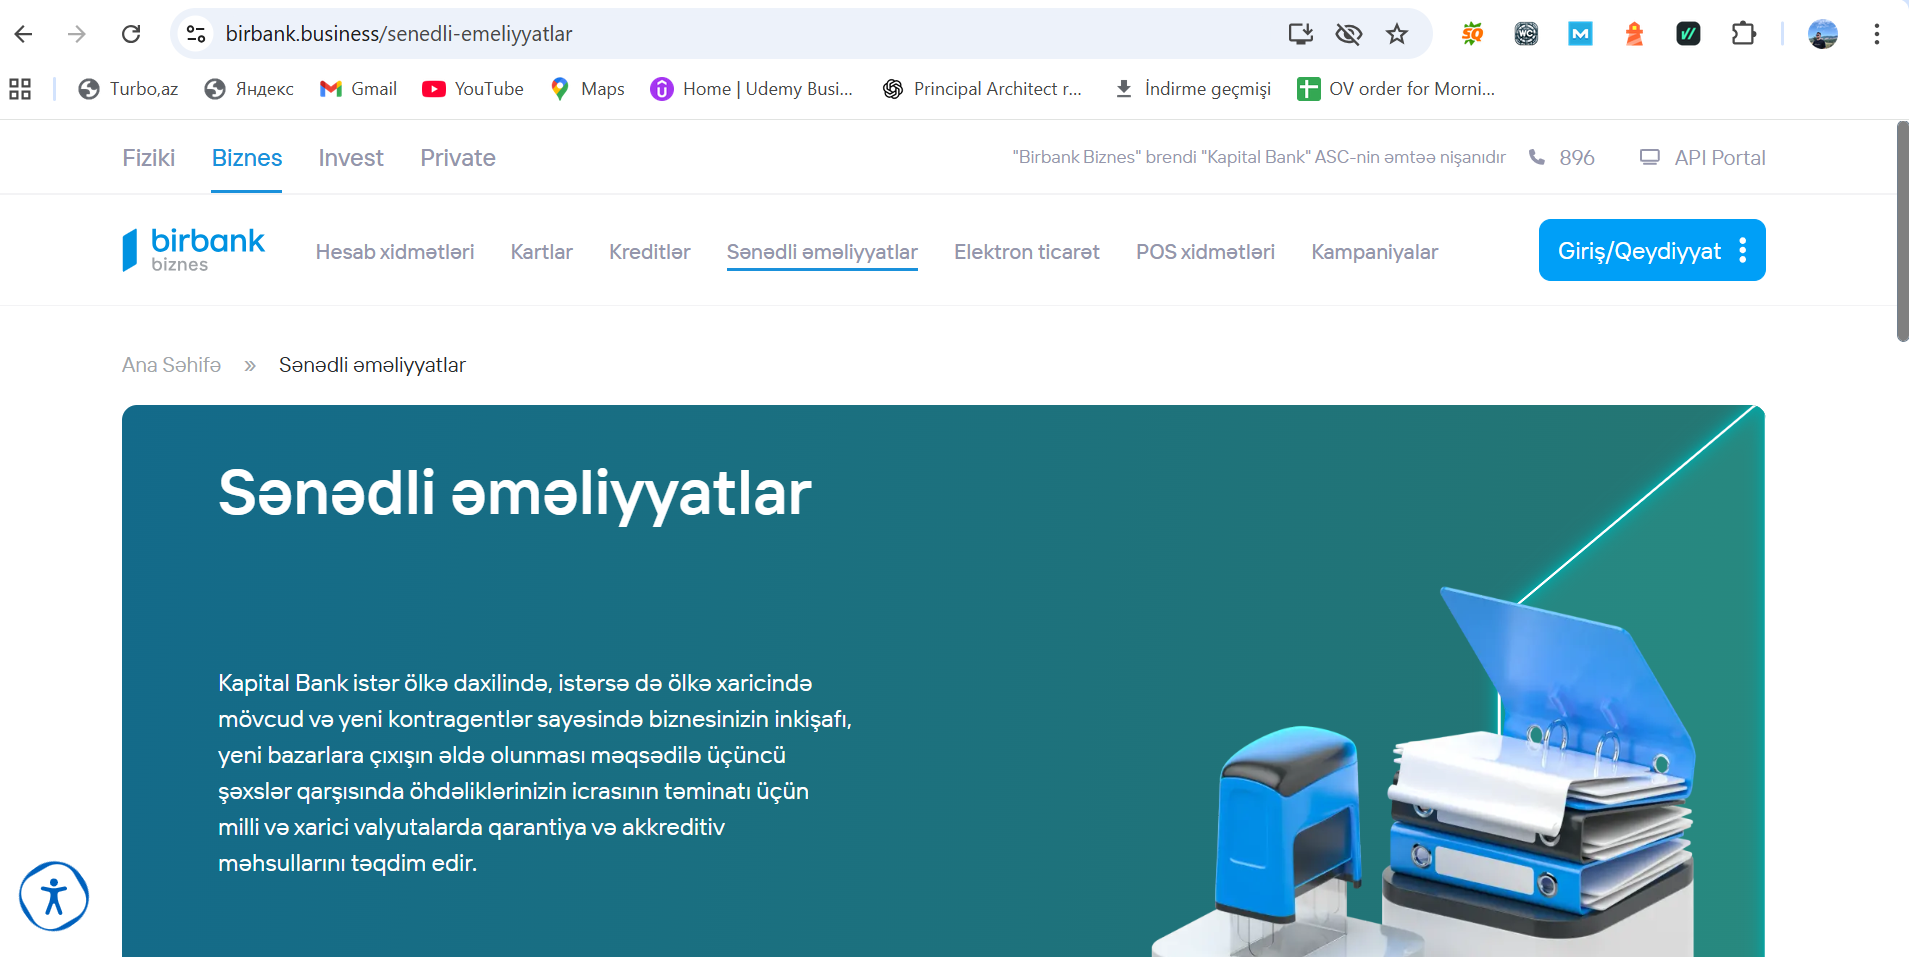 birbank.business/senedli-emeliyyatlar
Turbo,az
Яндекс
Gmail
YouTube
Maps
Home | Udemy Busi...
Principal Architect r...
İndirme geçmişi
OV order for Morni...
Fiziki
Biznes
Invest
Private
"Birbank Biznes" brendi "Kapital Bank" ASC-nin əmtəə nişanıdır
896
API Portal
birbank
biznes
Hesab xidmətləri
Kartlar
Kreditlər
Sənədli əməliyyatlar
Elektron ticarət
POS xidmətləri
Kampaniyalar
Giriş/Qeydiyyat
Ana Səhifə » Sənədli əməliyyatlar
Sənədli əməliyyatlar
Kapital Bank istər ölkə daxilində, istərsə də ölkə xaricində
mövcud və yeni kontragentlər sayəsində biznesinizin inkişafı,
yeni bazarlara çıxışın əldə olunması məqsədilə üçüncü
şəxslər qarşısında öhdəliklərinizin icrasının təminatı üçün
milli və xarici valyutalarda qarantiya və akkreditiv
məhsullarını təqdim edir.